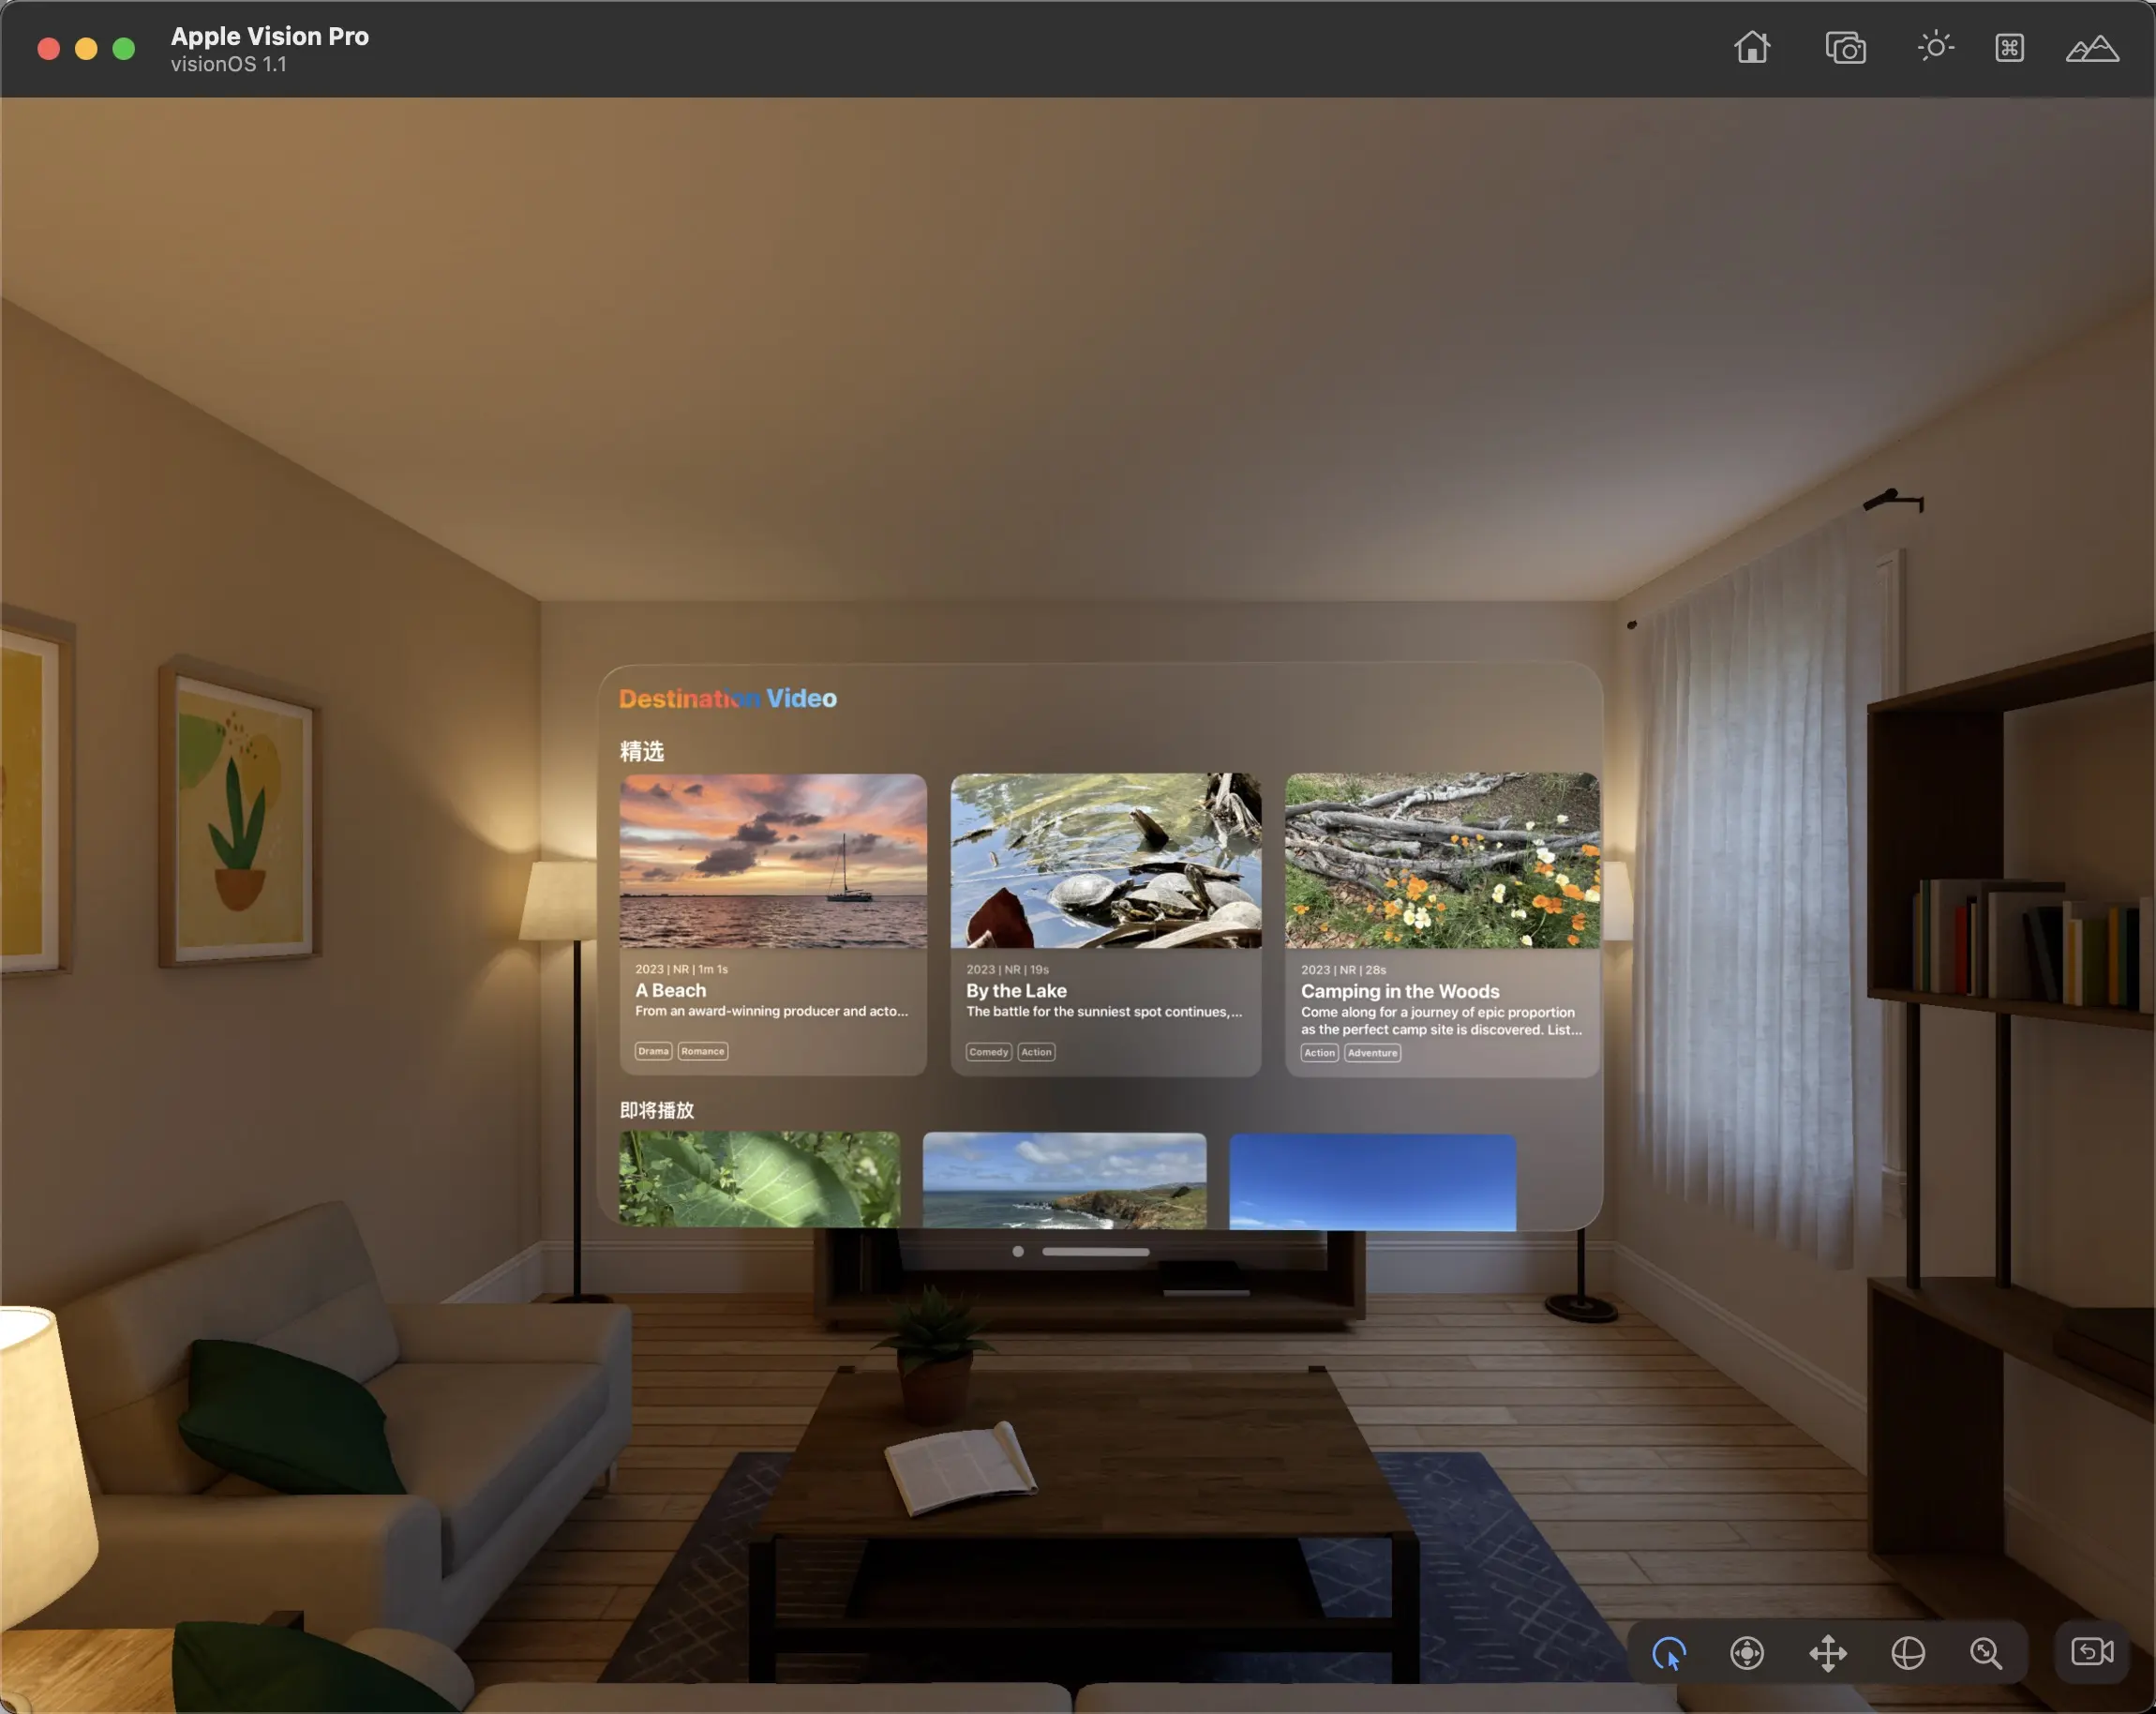 Apple Vision Pro
visionOS 1.1
Destination Video
精选
2023 | NR | 1m 1s
A Beach
From an award-winning producer and acto...
Drama Romance
2023 | NR | 19s
By the Lake
The battle for the sunniest spot continues,...
Comedy Action
2023 | NR | 28s
Camping in the Woods
Come along for a journey of epic proportion
as the perfect camp site is discovered. List...
Action Adventure
即将播放